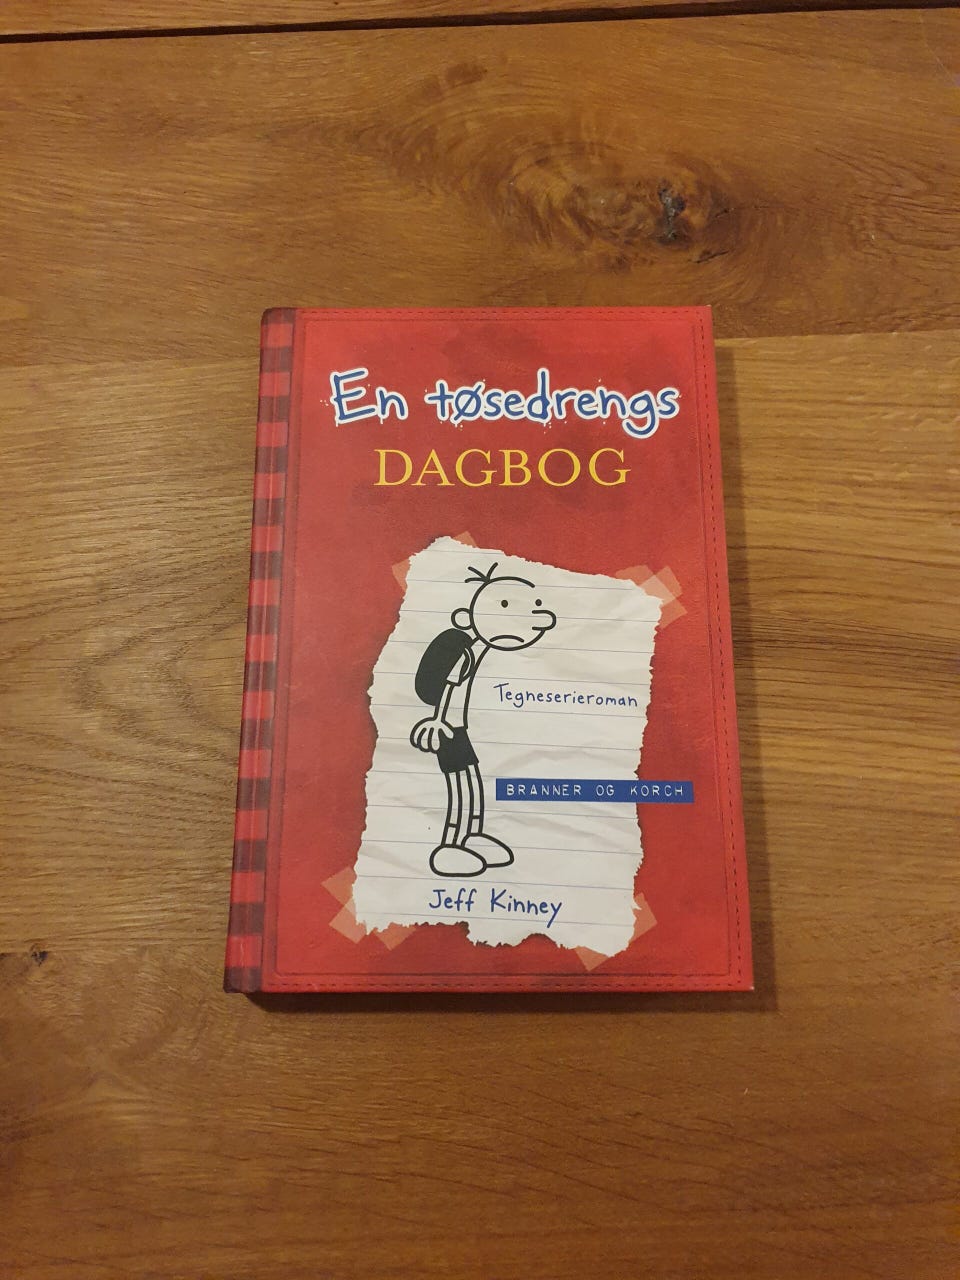 En tøsedrengs
DAGBOG
Tegneserieroman
BRANNER OG KORCH
Jeff Kinney